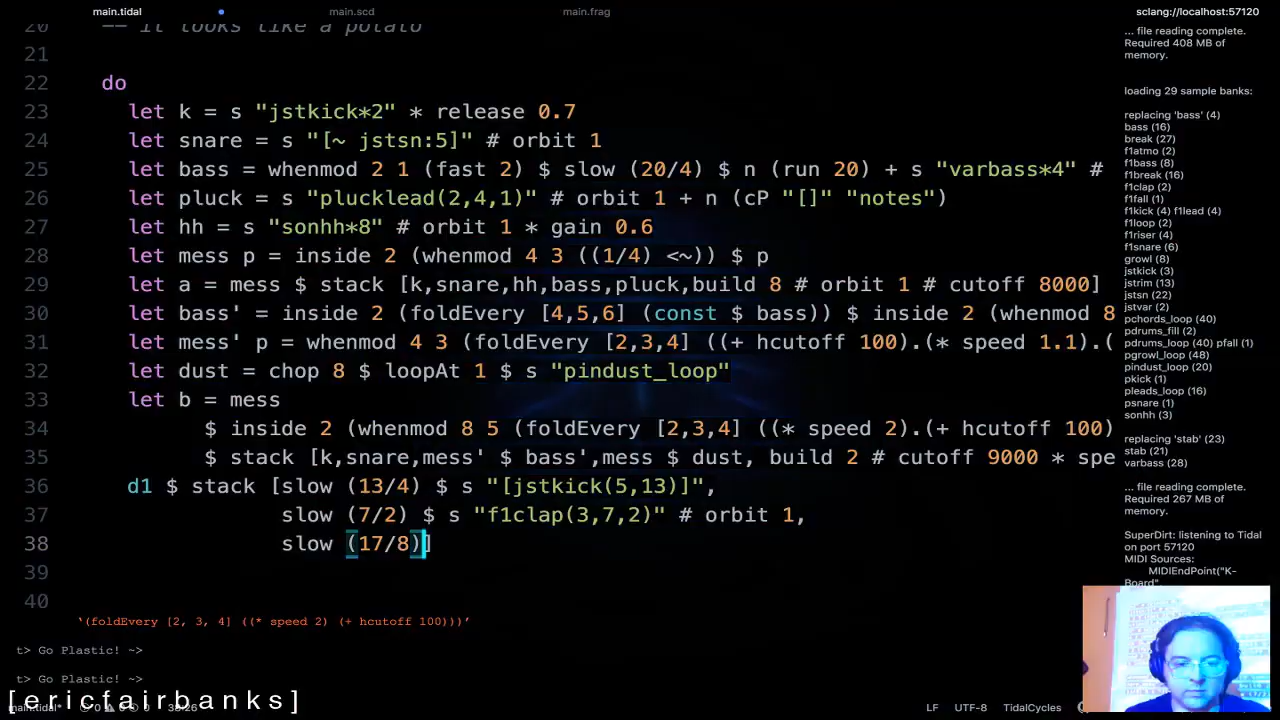 main.tidal
main.scd
main.frag
sclang://localhost:57120
20 -- It looks like a potato
21
22 do
23 let k = s "jstkick*2" * release 0.7
24 let snare = s "[~ jstsn:5]" # orbit 1
25 let bass = whenmod 2 1 (fast 2) $ slow (20/4) $ n (run 20) + s "varbass*4" #
26 let pluck = s "plucklead(2,4,1)" # orbit 1 + n (cP "[]" "notes")
27 let hh = s "sonhh*8" # orbit 1 * gain 0.6
28 let mess p = inside 2 (whenmod 4 3 ((1/4) <~)) $ p
29 let a = mess $ stack [k,snare,hh,bass,pluck,build 8 # orbit 1 # cutoff 8000]
30 let bass' = inside 2 (foldEvery [4,5,6] (const $ bass)) $ inside 2 (whenmod 8
31 let mess' p = whenmod 4 3 (foldEvery [2,3,4] ((+ hcutoff 100).(* speed 1.1).(
32 let dust = chop 8 $ loopAt 1 $ s "pindust_loop"
33 let b = mess
34 $ inside 2 (whenmod 8 5 (foldEvery [2,3,4] ((* speed 2).(+ hcutoff 100)
35 $ stack [k,snare,mess' $ bass',mess $ dust, build 2 # cutoff 9000 * spe
36 d1 $ stack [slow (13/4) $ s "[jstkick(5,13)]",
37 slow (7/2) $ s "f1clap(3,7,2)" # orbit 1,
38 slow (17/8)]
39
40
‘(foldEvery [2, 3, 4] ((* speed 2) (+ hcutoff 100)))’
t> Go Plastic! ~>
t> Go Plastic! ~>
[ericfairbanks]
main.tidal*
LF UTF-8 TidalCycles
... file reading complete.
Required 408 MB of
memory.
loading 29 sample banks:
replacing 'bass' (4)
bass (16)
break (27)
f1atmo (2)
f1bass (8)
f1break (16)
f1clap (2)
f1fall (1)
f1kick (4) f1lead (4)
f1loop (2)
f1riser (4)
f1snare (6)
growl (8)
jstkick (3)
jstrim (13)
jstsn (22)
jstvar (2)
pchords_loop (40)
pdrums_fill (2)
pdrums_loop (40) pfall (1)
pgrowl_loop (48)
pindust_loop (20)
pkick (1)
pleads_loop (16)
psnare (1)
sonhh (3)
replacing 'stab' (23)
stab (21)
varbass (28)
... file reading complete.
Required 267 MB of
memory.
SuperDirt: listening to Tidal
on port 57120
MIDI Sources:
MIDIEndPoint("K-
Board",